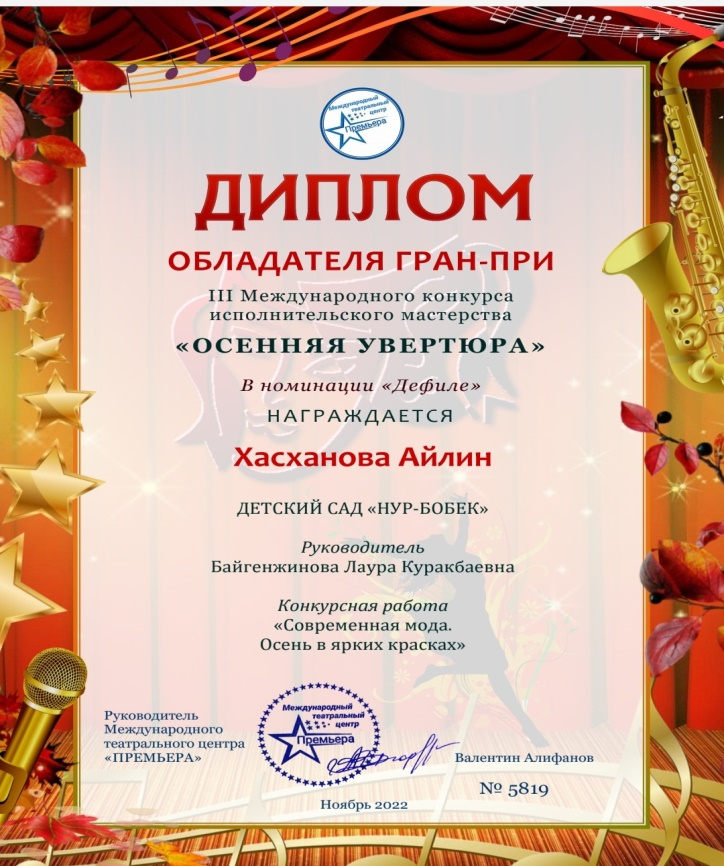 Международный
театральный
центр
Премьера
ДИПЛОМ
ОБЛАДАТЕЛЯ ГРАН-ПРИ
III Международного конкурса
исполнительского мастерства
«ОСЕННЯЯ УВЕРТЮРА»
В номинации «Дефиле»
НАГРАЖДАЕТСЯ
Хасханова Айлин
ДЕТСКИЙ САД «НУР-БОБЕК»
Руководитель
Байгенжинова Лаура Куракбаевна
Конкурсная работа
«Современная мода.
Осень в ярких красках»
Руководитель
Международного
театрального центра
«ПРЕМЬЕРА»
Международный
театральный
центр
Премьера
Валентин Алифанов
№ 5819
Ноябрь 2022